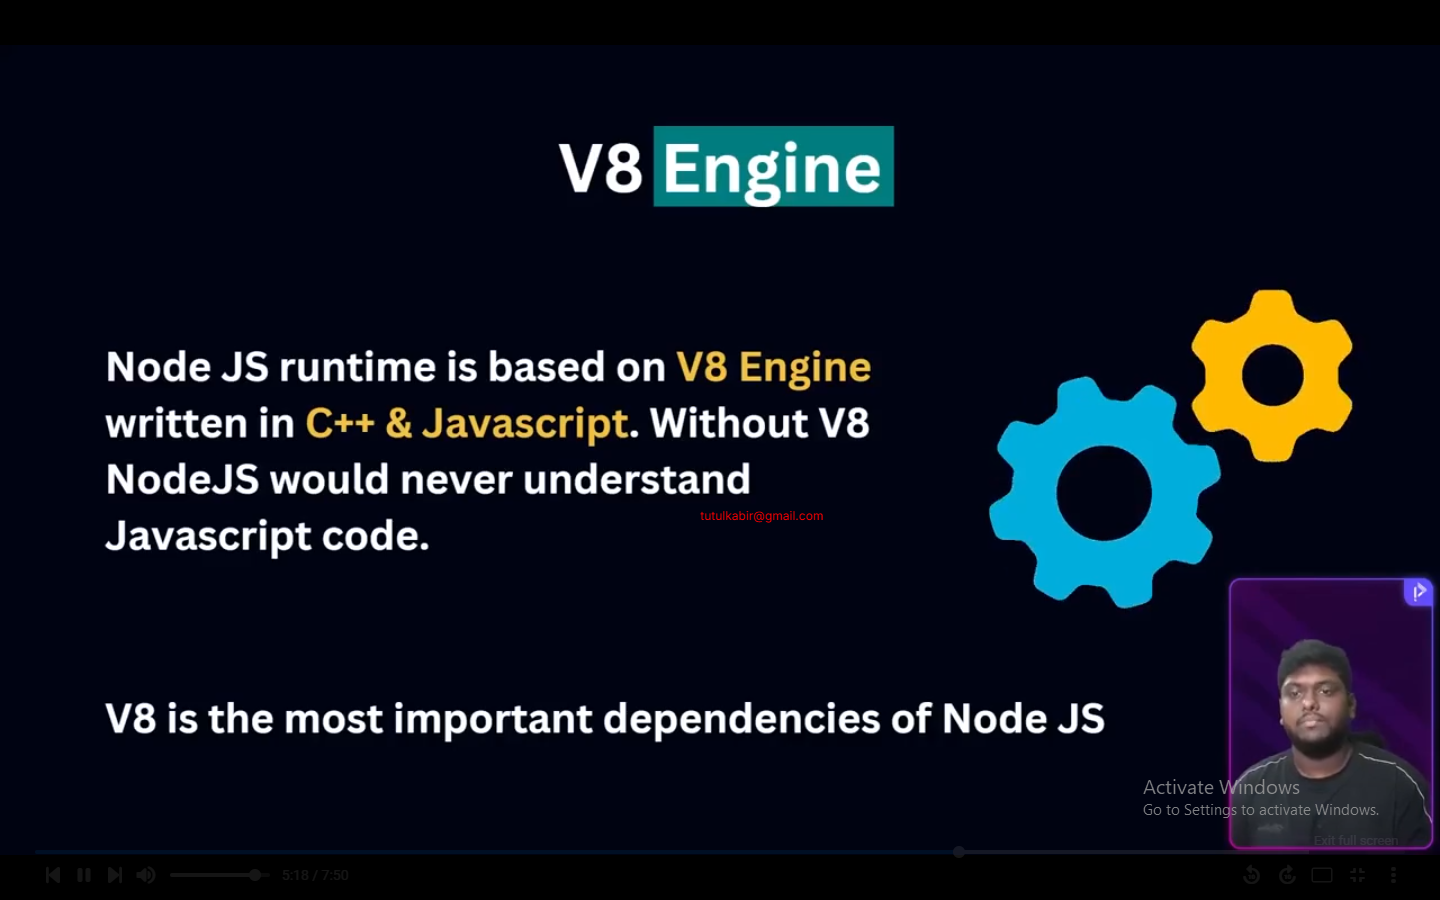 V8 Engine
Node JS runtime is based on V8 Engine
written in C++ & Javascript. Without V8
NodeJS would never understand
tutulkabir@gmail.com
Javascript code.
V8 is the most important dependencies of Node JS
Activate Windows
Go to Settings to activate Windows.
Exit full screen
5:18 / 7:50